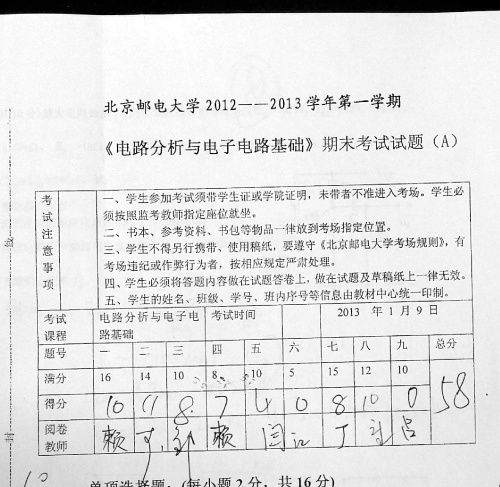 北京邮电大学 2012——2013 学年第一学期
《电路分析与电子电路基础》期末考试试题（A）
考试注意事项
一、学生参加考试须带学生证或学院证明，未带者不准进入考场。学生必
须按照监考教师指定座位就坐。
二、书本、参考资料、书包等物品一律放到考场指定位置。
三、学生不得另行携带、使用稿纸，要遵守《北京邮电大学考场规则》，有
考场违纪或作弊行为者，按相应规定严肃处理。
四、学生必须将答题内容做在试题答卷上，做在试题及草稿纸上一律无效。
五、学生的姓名、班级、学号、班内序号等信息由教材中心统一印制。
考试课程 电路分析与电子电路基础 考试时间 2013 年 1 月 9 日
题号 一 二 三 四 五 六 七 八 九 总分
满分 16 14 10 8 10 5 15 12 10
得分 10 11 8 7 4 0 8 10 0 58
阅卷教师 赖 赖 闫 江 丁 吕
10
单项选择题：(每小题 2 分，共 16 分)